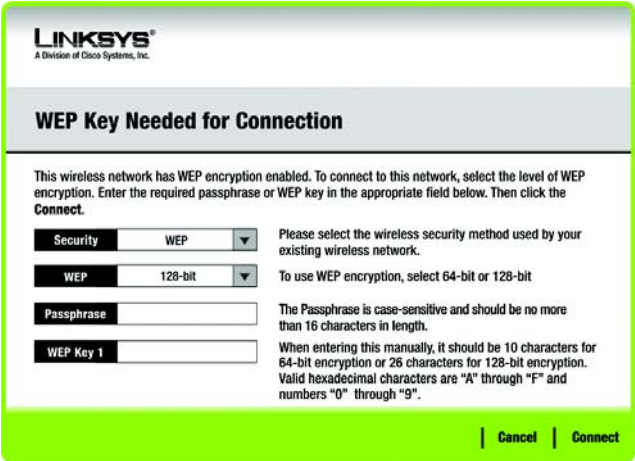 LINKSYS®
A Division of Cisco Systems, Inc.
WEP Key Needed for Connection
This wireless network has WEP encryption enabled. To connect to this network, select the level of WEP
encryption. Enter the required passphrase or WEP key in the appropriate field below. Then click the
Connect.
Security WEP
Please select the wireless security method used by your
existing wireless network.
WEP 128-bit
To use WEP encryption, select 64-bit or 128-bit
Passphrase
The Passphrase is case-sensitive and should be no more
than 16 characters in length.
WEP Key 1
When entering this manually, it should be 10 characters for
64-bit encryption or 26 characters for 128-bit encryption.
Valid hexadecimal characters are “A” through “F” and
numbers “0” through “9”.
Cancel Connect